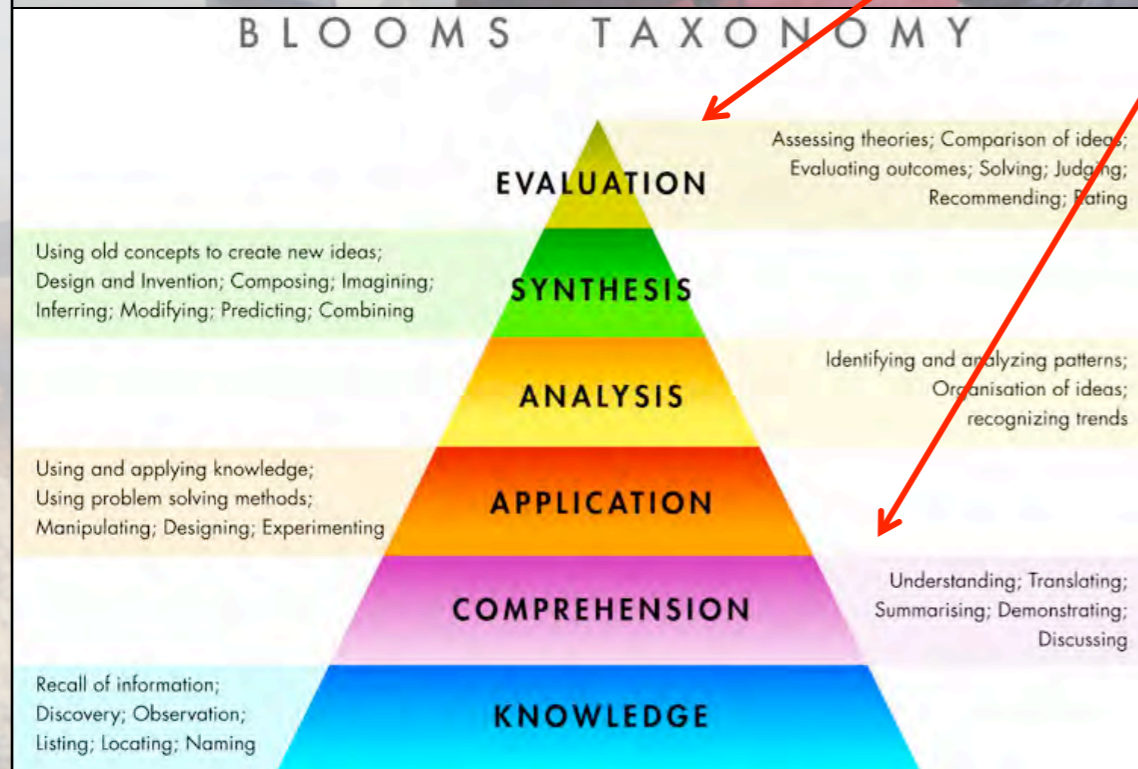 BLOOMS TAXONOMY
EVALUATION
Assessing theories; Comparison of ideas;
Evaluating outcomes; Solving; Judging;
Recommending; Rating
Using old concepts to create new ideas;
Design and Invention; Composing; Imagining;
Inferring; Modifying; Predicting; Combining
SYNTHESIS
ANALYSIS
Identifying and analyzing patterns;
Organisation of ideas;
recognizing trends
Using and applying knowledge;
Using problem solving methods;
Manipulating; Designing; Experimenting
APPLICATION
COMPREHENSION
Understanding; Translating;
Summarising; Demonstrating;
Discussing
Recall of information;
Discovery; Observation;
Listing; Locating; Naming
KNOWLEDGE